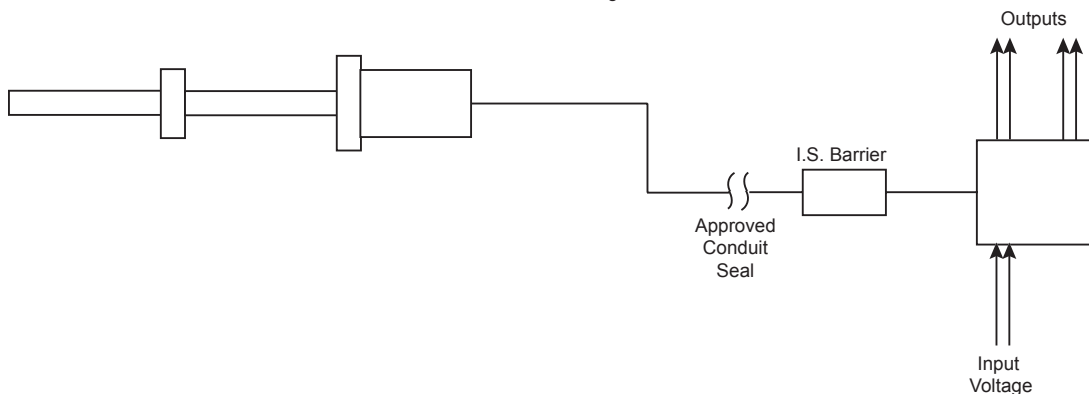 Outputs
I.S. Barrier
Approved
Conduit
Seal
Input
Voltage